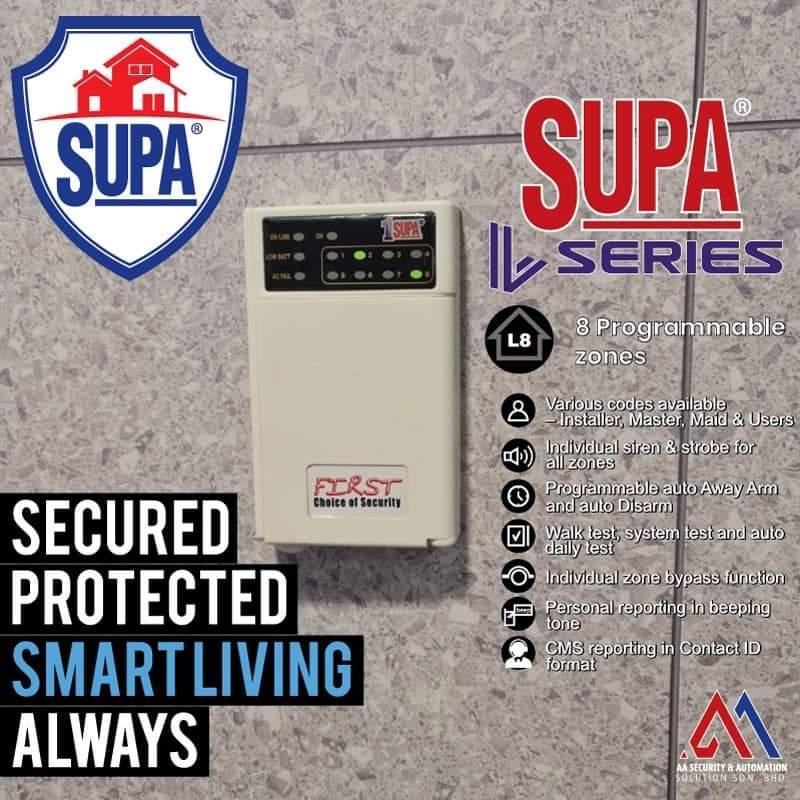 SUPA®
SUPA®
SERIES
L8
8 Programmable
zones
Various codes available
– Installer, Master, Maid & Users
Individual siren & strobe for
all zones
Programmable auto Away Arm
and auto Disarm
Walk test, system test and auto
daily test
Individual zone bypass function
beep
Personal reporting in beeping
tone
CMS reporting in Contact ID
format
1SUPA®
ON LINE ON
LOW BATT 1 2 3 4
AC FAIL 5 6 7 8
FIRST
Choice of Security
SECURED
PROTECTED
SMART LIVING
ALWAYS
AA SECURITY & AUTOMATION
SOLUTION SDN. BHD.